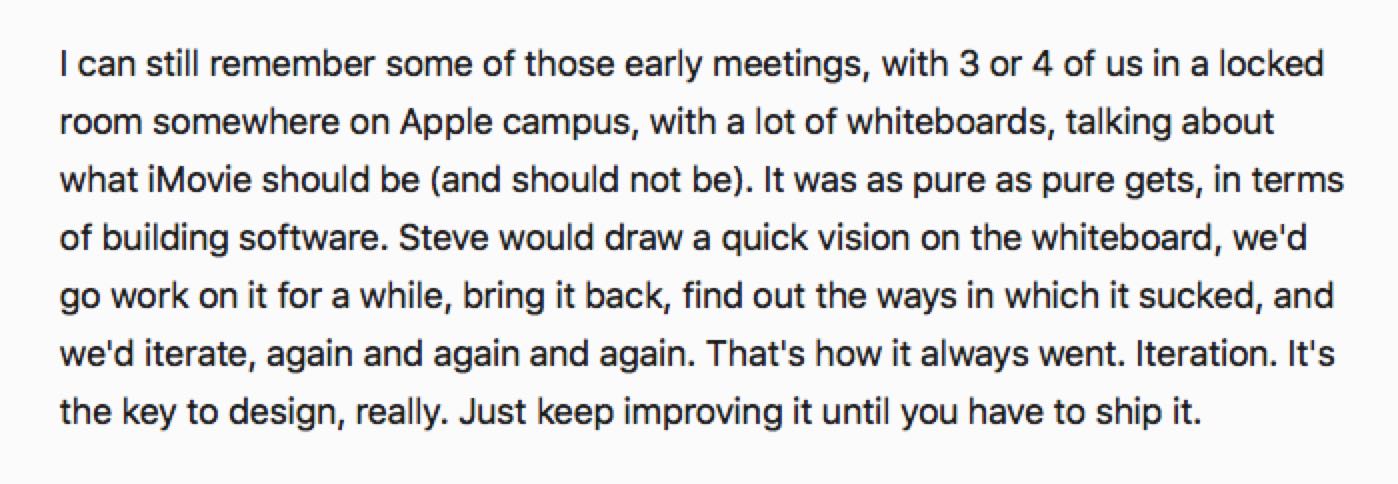 I can still remember some of those early meetings, with 3 or 4 of us in a locked
room somewhere on Apple campus, with a lot of whiteboards, talking about
what iMovie should be (and should not be). It was as pure as pure gets, in terms
of building software. Steve would draw a quick vision on the whiteboard, we'd
go work on it for a while, bring it back, find out the ways in which it sucked, and
we'd iterate, again and again and again. That's how it always went. Iteration. It's
the key to design, really. Just keep improving it until you have to ship it.